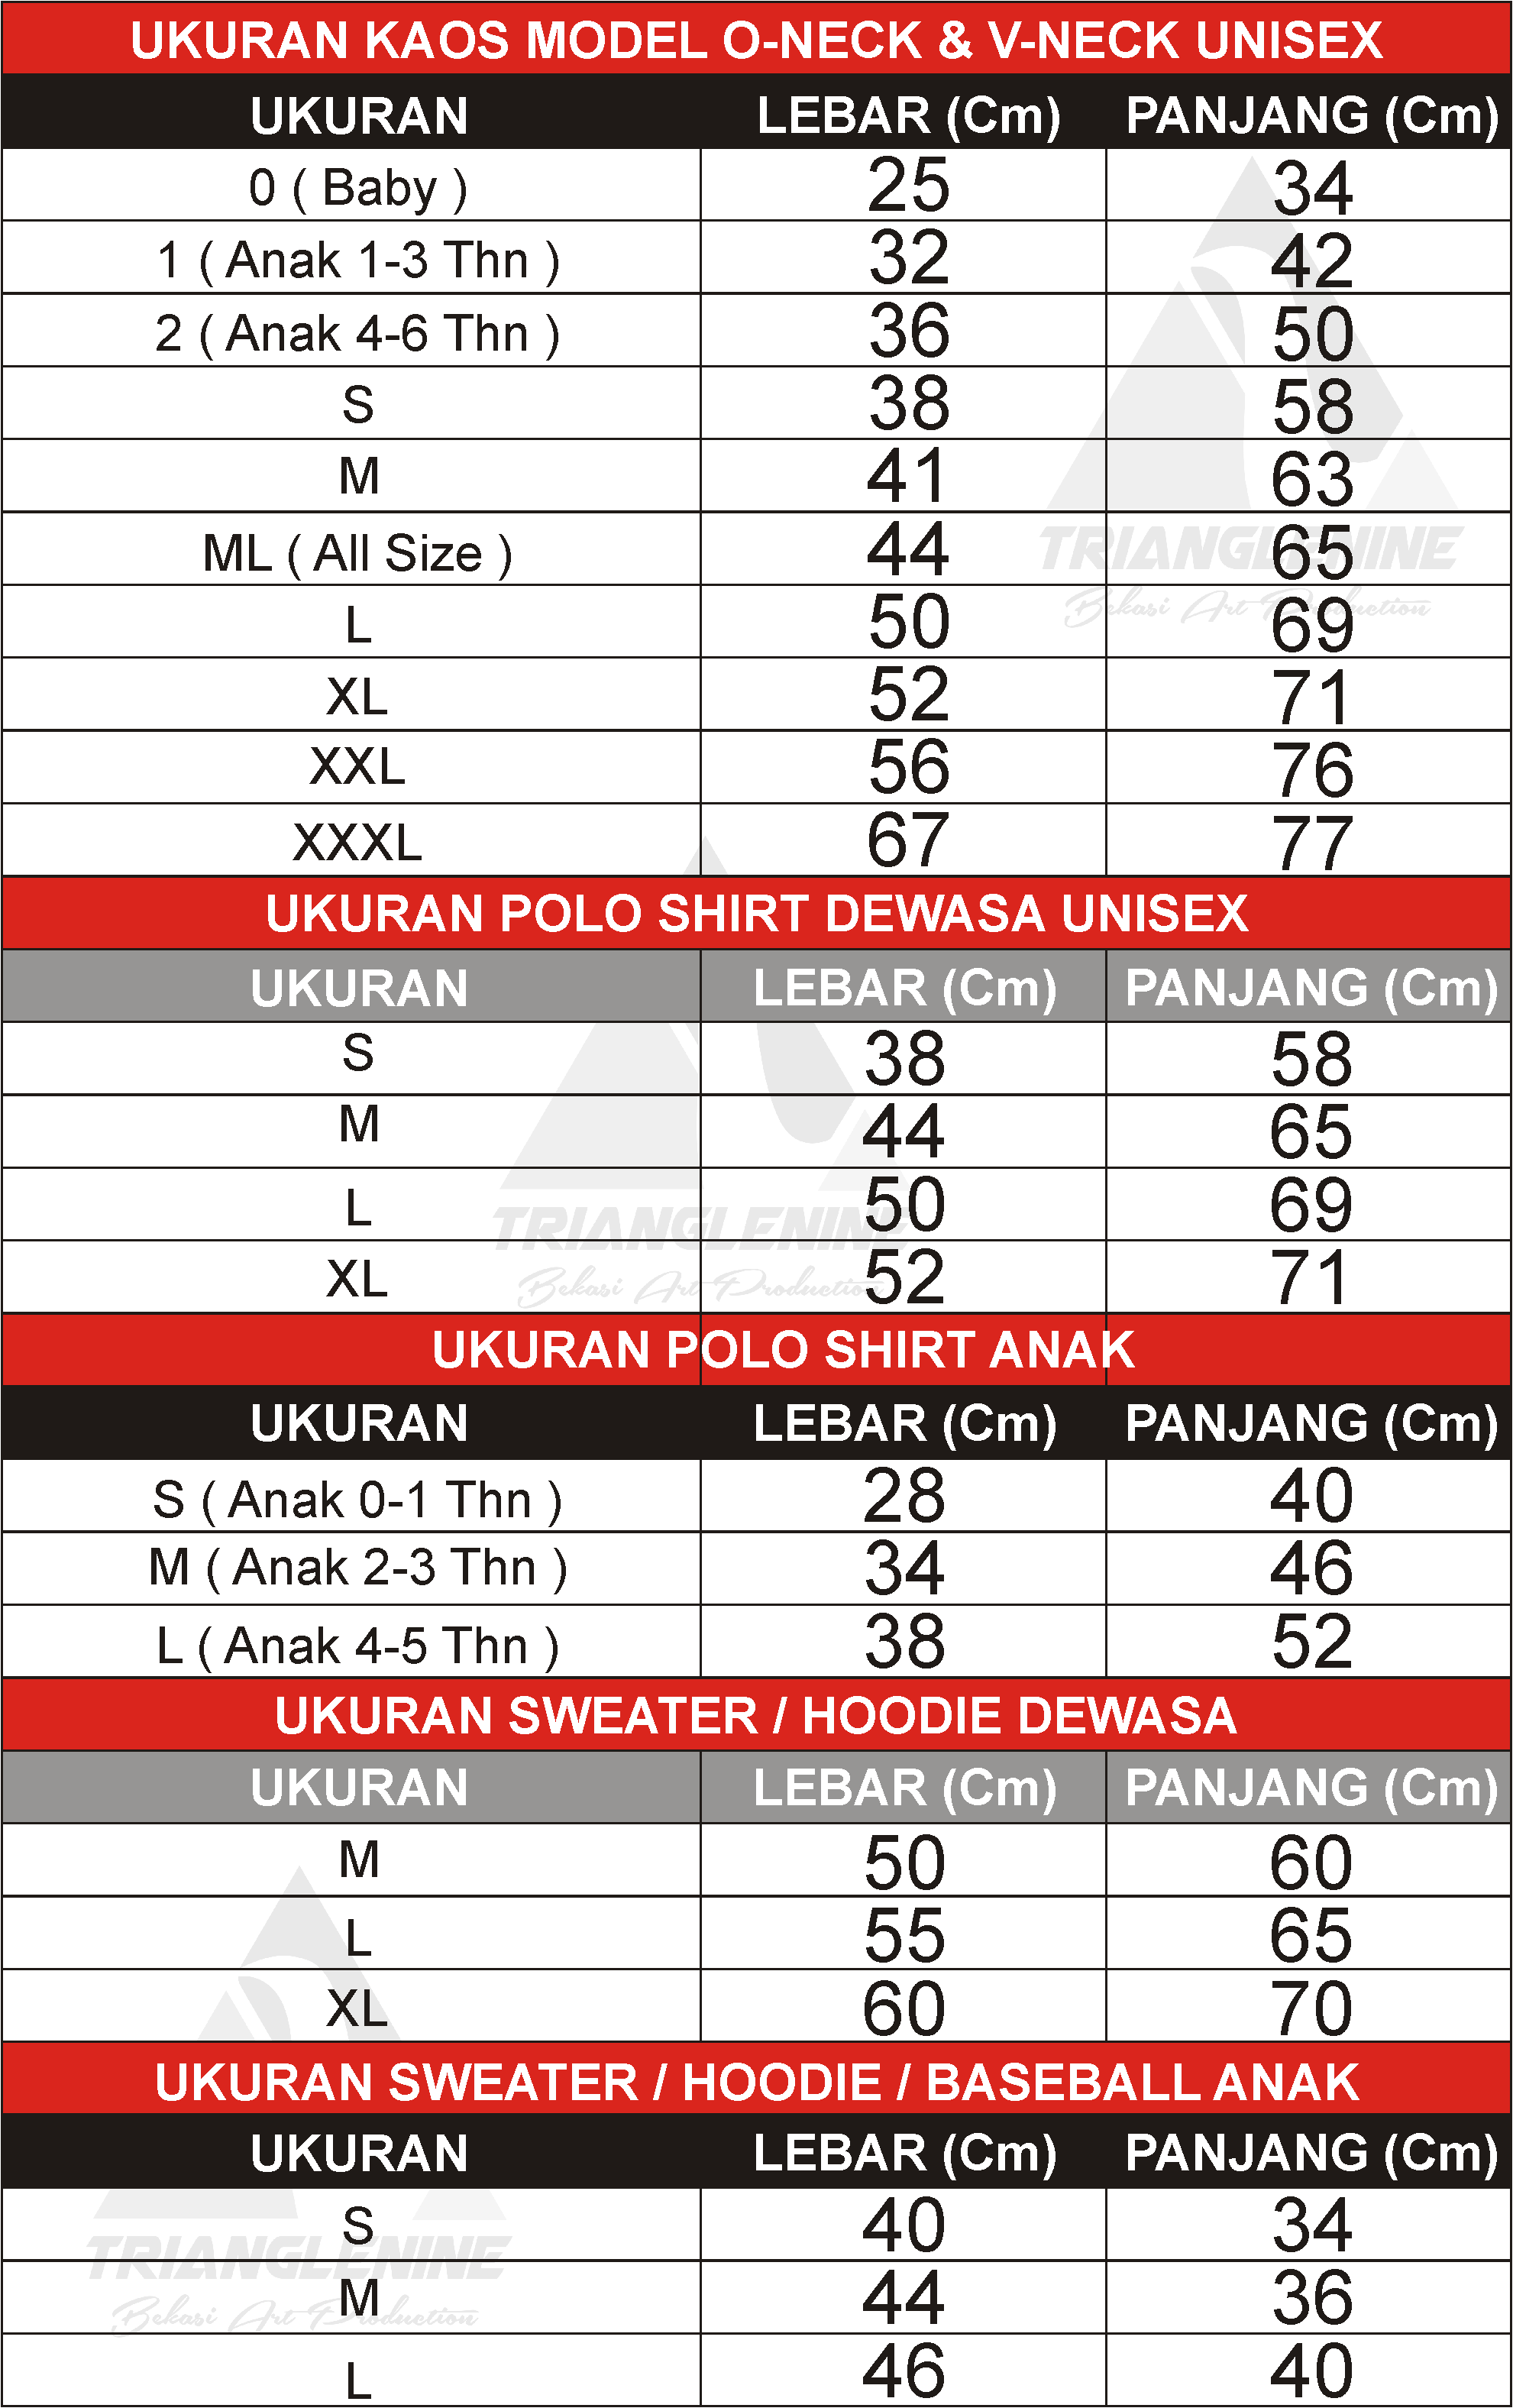 UKURAN KAOS MODEL O-NECK & V-NECK UNISEX
UKURAN LEBAR (Cm) PANJANG (Cm)
0 ( Baby ) 25 34
1 ( Anak 1-3 Thn ) 32 42
2 ( Anak 4-6 Thn ) 36 50
S 38 58
M 41 63
ML ( All Size ) 44 65
TRIANGLENINE
Bekasi Art Production
L 50 69
XL 52 71
XXL 56 76
XXXL 67 77
UKURAN POLO SHIRT DEWASA UNISEX
UKURAN LEBAR (Cm) PANJANG (Cm)
S 38 58
M 44 65
L 50 69
TRIANGLENINE
Bekasi Art Production
XL 52 71
UKURAN POLO SHIRT ANAK
UKURAN LEBAR (Cm) PANJANG (Cm)
S ( Anak 0-1 Thn ) 28 40
M ( Anak 2-3 Thn ) 34 46
L ( Anak 4-5 Thn ) 38 52
UKURAN SWEATER / HOODIE DEWASA
UKURAN LEBAR (Cm) PANJANG (Cm)
M 50 60
L 55 65
XL 60 70
UKURAN SWEATER / HOODIE / BASEBALL ANAK
UKURAN LEBAR (Cm) PANJANG (Cm)
S 40 34
TRIANGLENINE
Bekasi Art Production
M 44 36
L 46 40